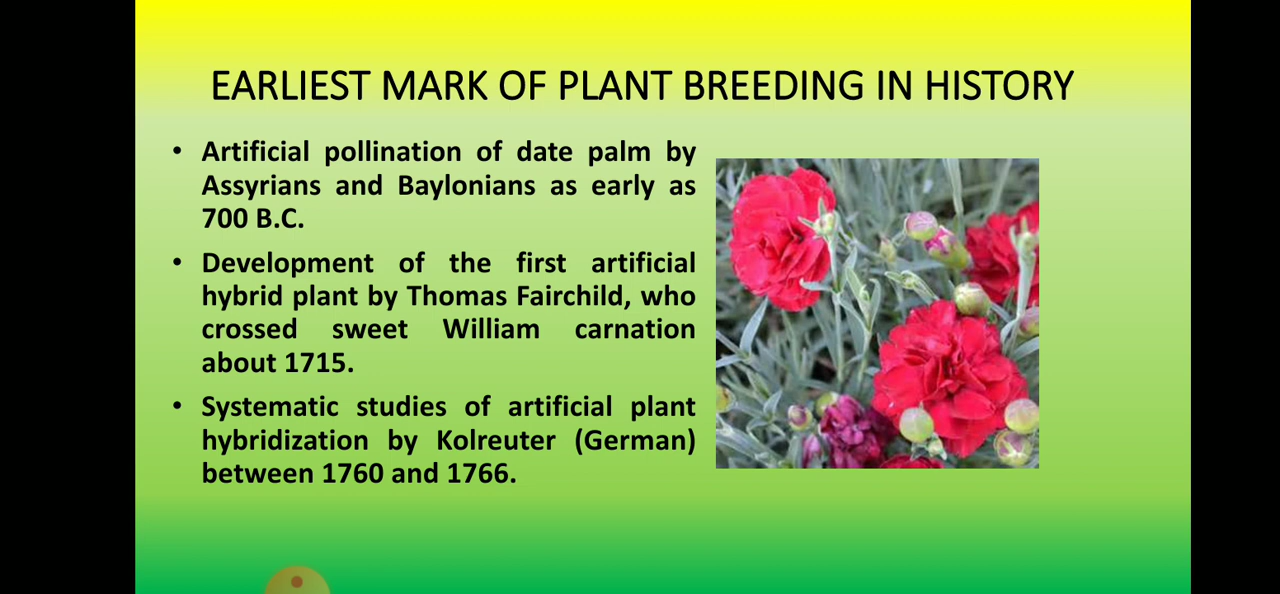 EARLIEST MARK OF PLANT BREEDING IN HISTORY
• Artificial pollination of date palm by
Assyrians and Baylonians as early as
700 B.C.
• Development of the first artificial
hybrid plant by Thomas Fairchild, who
crossed sweet William carnation
about 1715.
• Systematic studies of artificial plant
hybridization by Kolreuter (German)
between 1760 and 1766.